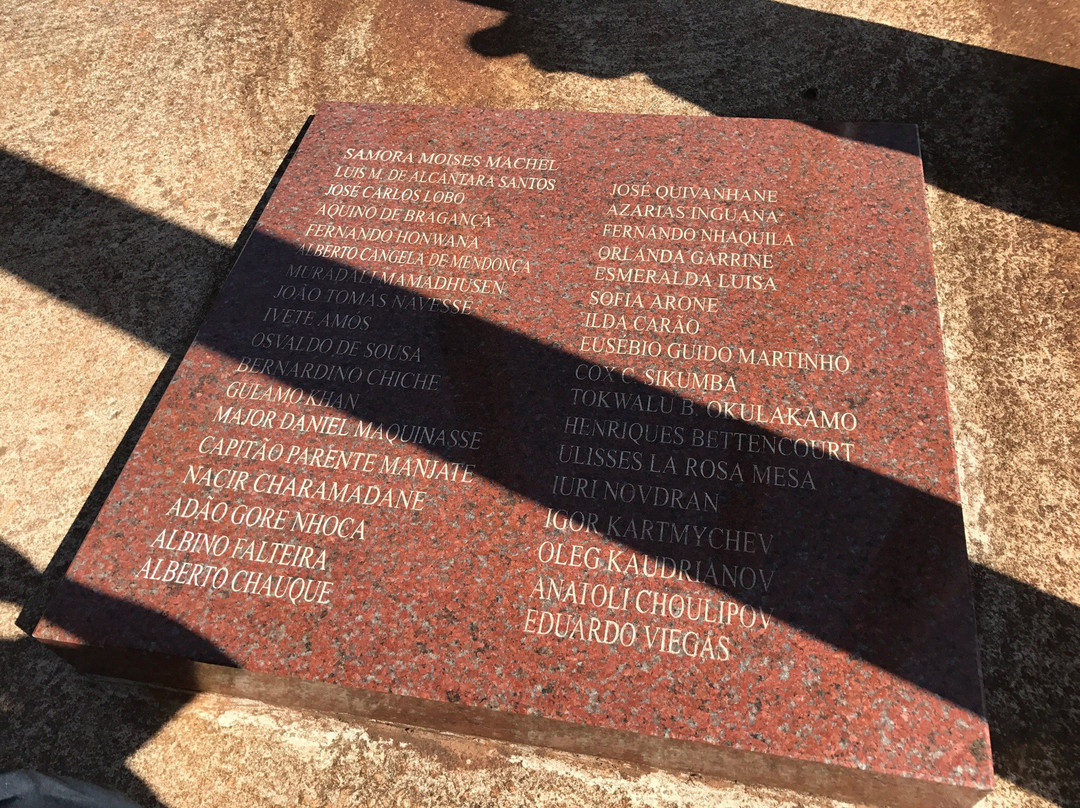 SAMORA MOISES MACHEL
LUIS M. DE ALCÂNTARA SANTOS
JOSÉ CARLOS LOBO
AQUINO DE BRAGANÇA
FERNANDO HONWANA
ALBERTO CANGELA DE MENDONÇA
MURADALI MAMADHUSEN
JOÃO TOMÁS NAVESSE
IVETE AMÓS
OSVALDO DE SOUSA
BERNARDINO CHICHE
GULAMO KHAN
MAJOR DANIEL MAQUINASSE
CAPITÃO PARENTE MANJATE
NACIR CHARAMADANE
ADÃO GORE NHOCA
ALBINO FALTEIRA
ALBERTO CHAUQUE
JOSÉ QUIVANHANE
AZARIAS INGUANA
FERNANDO NHAQUILA
ORLANDA GARRINE
ESMERALDA LUISA
SOFIA ARONE
ILDA CARÃO
EUSÉBIO GUIDO MARTINHO
COX C. SIKUMBA
TOKWALU B. OKULAKAMO
HENRIQUES BETTENCOURT
ULISSES LA ROSA MESA
IURI NOVDRAN
IGOR KARTMYCHEV
OLEG KAUDRIANOV
ANATOLI CHOULIPOV
EDUARDO VIEGAS